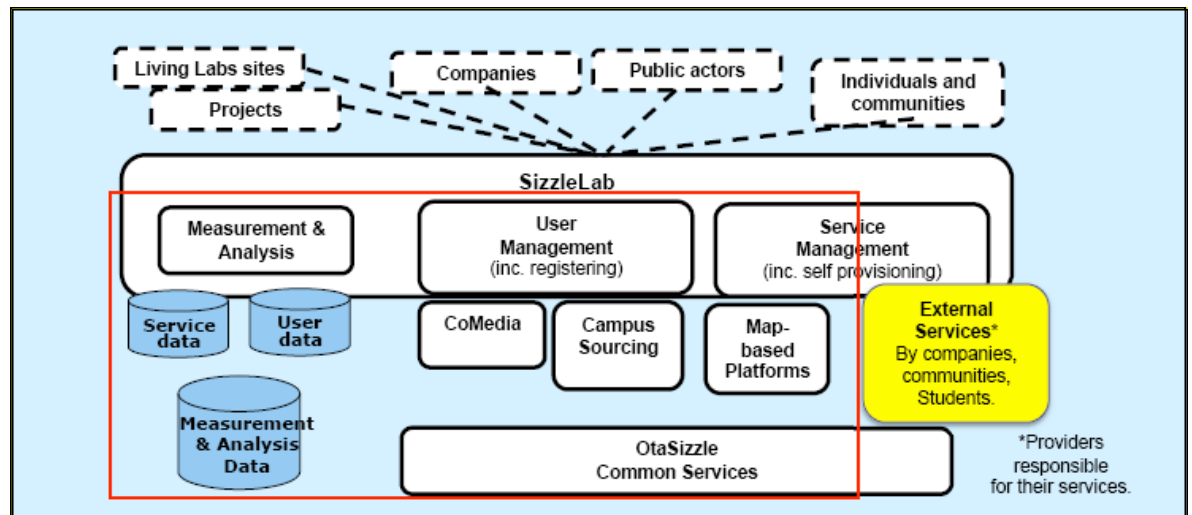 Living Labs sites
Projects
Companies
Public actors
Individuals and
communities
SizzleLab
Measurement &
Analysis
User
Management
(inc. registering)
Service
Management
(inc. self provisioning)
Service
data
User
data
CoMedia
Campus
Sourcing
Map-
based
Platforms
External
Services*
By companies,
communities,
Students.
Measurement
& Analysis
Data
OtaSizzle
Common Services
*Providers
responsible
for their services.